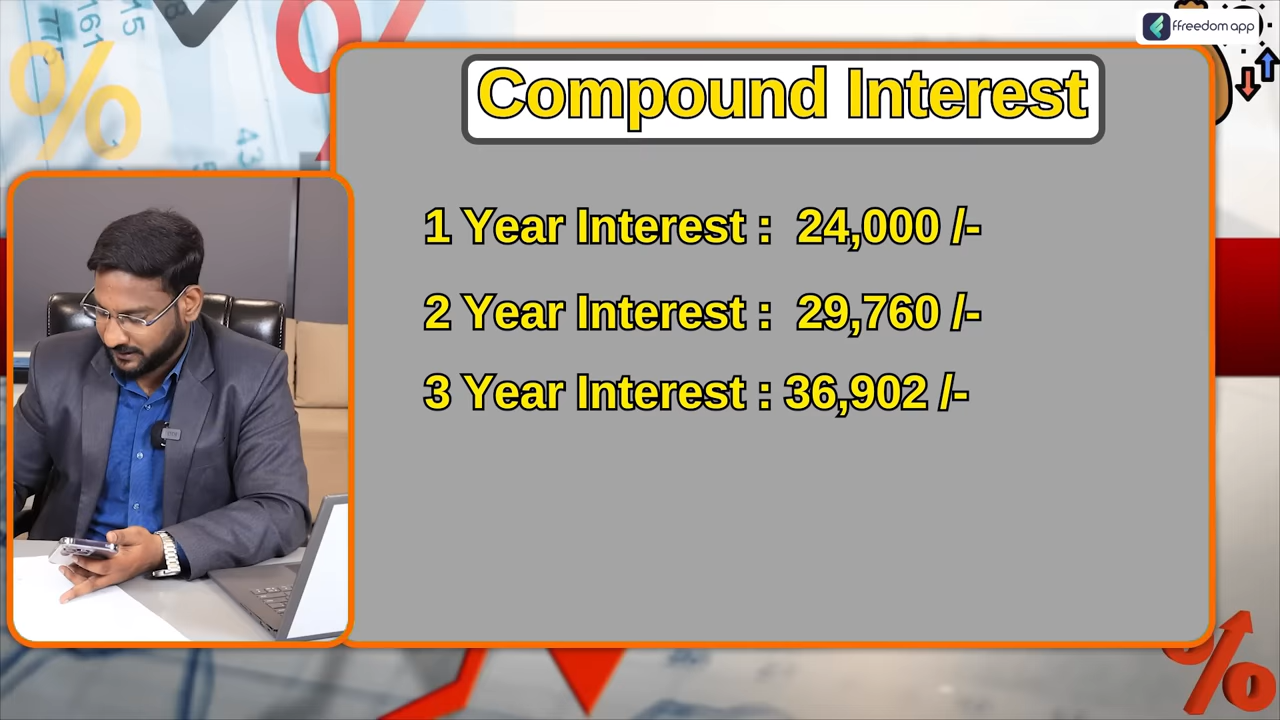 ffreedom app
Compound Interest
1 Year Interest : 24,000 /-
2 Year Interest : 29,760 /-
3 Year Interest : 36,902 /-